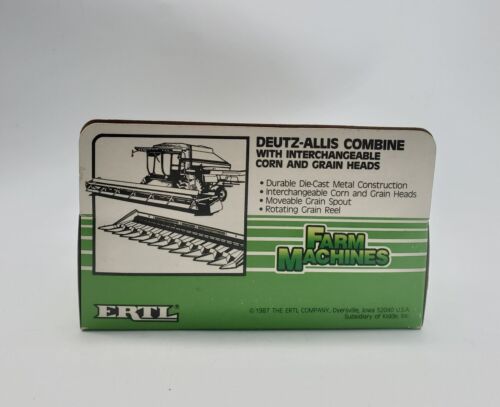 DEUTZ-ALLIS COMBINE
WITH INTERCHANGEABLE
CORN AND GRAIN HEADS
• Durable Die-Cast Metal Construction
• Interchangeable Corn and Grain Heads
• Moveable Grain Spout
• Rotating Grain Reel
FARM
MACHINES
ERTL®
© 1987 THE ERTL COMPANY, Dyersville, Iowa 52040 U.S.A.
Subsidiary of Kidde, Inc.